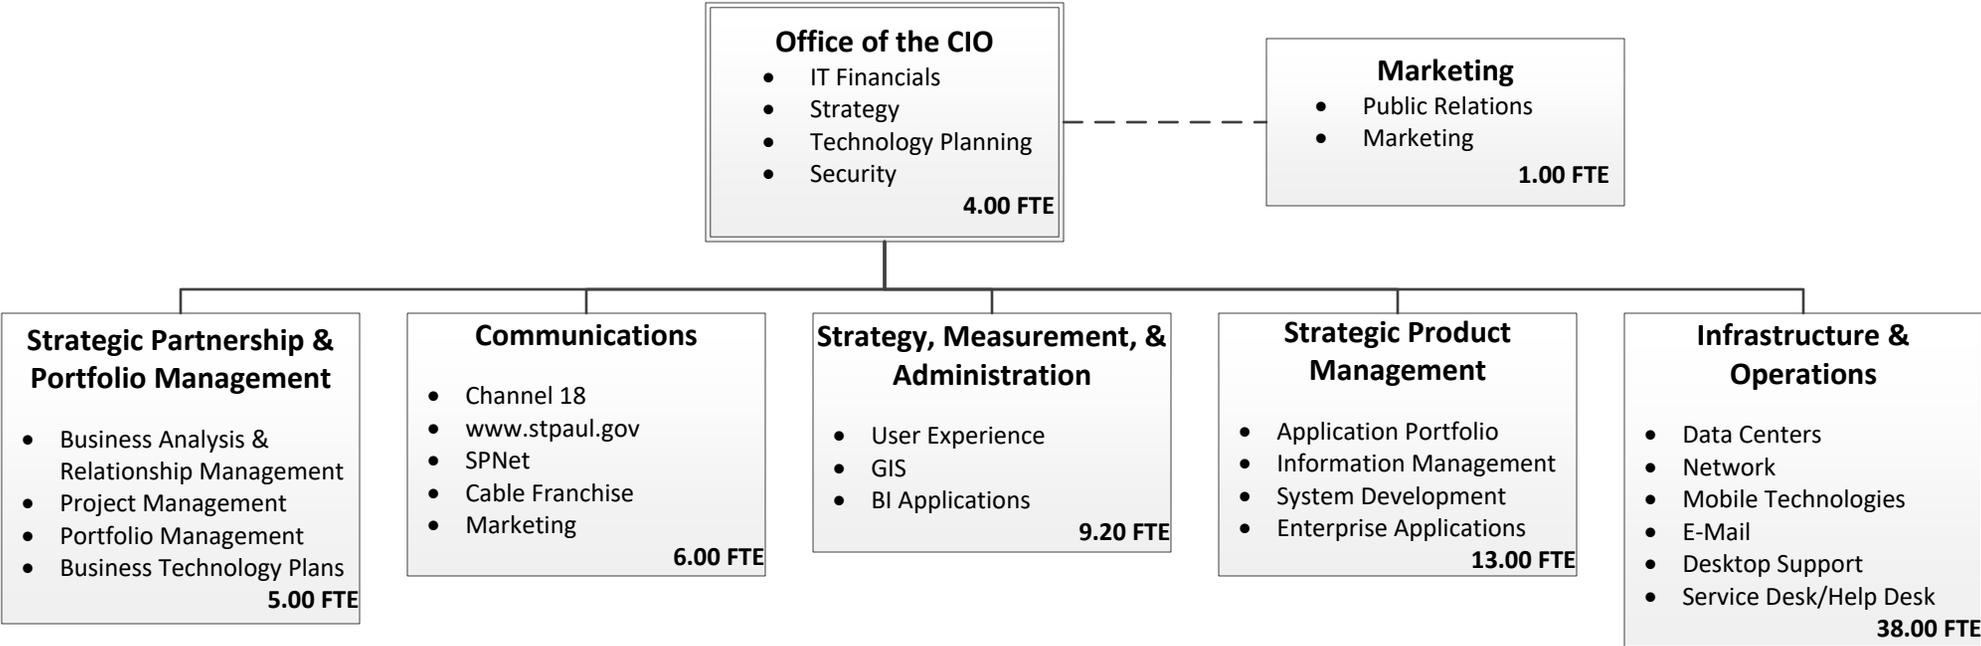 Office of the CIO
• IT Financials
• Strategy
• Technology Planning
• Security
4.00 FTE
Marketing
• Public Relations
• Marketing
1.00 FTE
Strategic Partnership &
Portfolio Management
• Business Analysis &
Relationship Management
• Project Management
• Portfolio Management
• Business Technology Plans
5.00 FTE
Communications
• Channel 18
• www.stpaul.gov
• SPNet
• Cable Franchise
• Marketing
6.00 FTE
Strategy, Measurement, &
Administration
• User Experience
• GIS
• BI Applications
9.20 FTE
Strategic Product
Management
• Application Portfolio
• Information Management
• System Development
• Enterprise Applications
13.00 FTE
Infrastructure &
Operations
• Data Centers
• Network
• Mobile Technologies
• E-Mail
• Desktop Support
• Service Desk/Help Desk
38.00 FTE